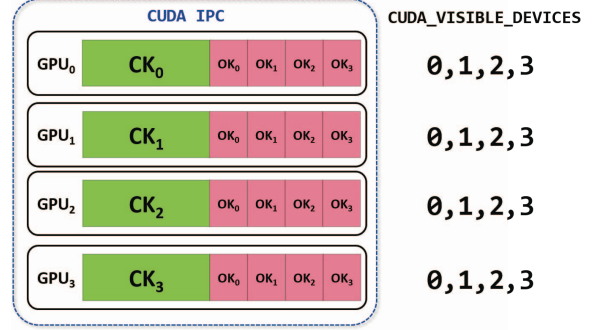 CUDA IPC CUDA_VISIBLE_DEVICES
GPU₀ CK₀ OK₀ OK₁ OK₂ OK₃ 0,1,2,3
GPU₁ CK₁ OK₀ OK₁ OK₂ OK₃ 0,1,2,3
GPU₂ CK₂ OK₀ OK₁ OK₂ OK₃ 0,1,2,3
GPU₃ CK₃ OK₀ OK₁ OK₂ OK₃ 0,1,2,3